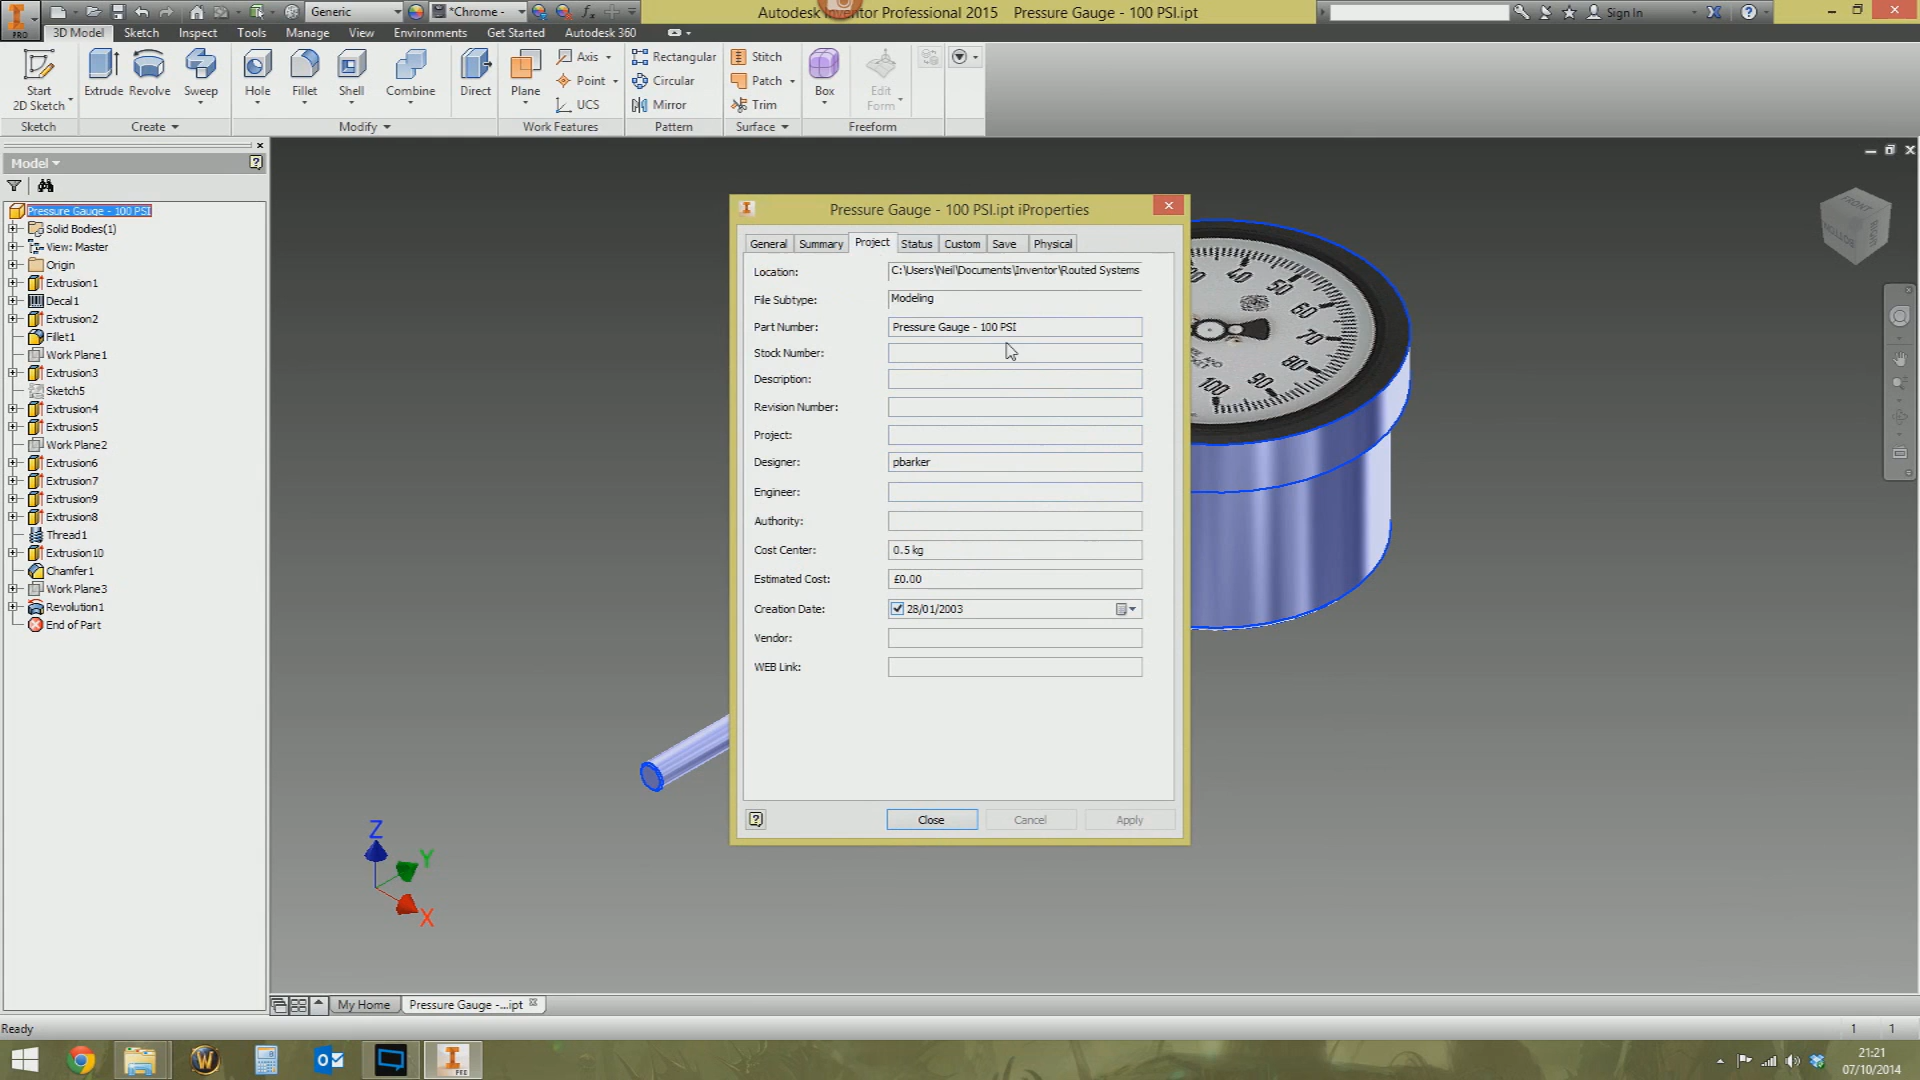 Generic
*Chrome -
Autodesk Inventor Professional 2015 Pressure Gauge - 100 PSI.ipt
Sign In
PRO
3D Model Sketch Inspect Tools Manage View Environments Get Started Autodesk 360
Start
2D Sketch
Extrude Revolve Sweep
Hole Fillet Shell Combine
Direct
Plane
Axis
Point
UCS
Rectangular
Circular
Mirror
Stitch
Patch
Trim
Box
Edit
Form
Sketch Create Modify Work Features Pattern Surface Freeform
Model
Pressure Gauge - 100 PSI
Solid Bodies(1)
View: Master
Origin
Extrusion1
Decal1
Extrusion2
Fillet1
Work Plane1
Extrusion3
Sketch5
Extrusion4
Extrusion5
Work Plane2
Extrusion6
Extrusion7
Extrusion9
Extrusion8
Thread1
Extrusion10
Chamfer1
Work Plane3
Revolution1
End of Part
Pressure Gauge - 100 PSI.ipt iProperties
General Summary Project Status Custom Save Physical
Location: C:\Users\Neil\Documents\Inventor\Routed Systems
File Subtype: Modeling
Part Number: Pressure Gauge - 100 PSI
Stock Number:
Description:
Revision Number:
Project:
Designer: pbarker
Engineer:
Authority:
Cost Center: 0.5 kg
Estimated Cost: £0.00
Creation Date: 28/01/2003
Vendor:
WEB Link:
Close Cancel Apply
40
50
60
70
80
90
100
FRONT
BOTTOM
Z
Y
X
My Home Pressure Gauge -...ipt
Ready
1 1
PRO
21:21
07/10/2014